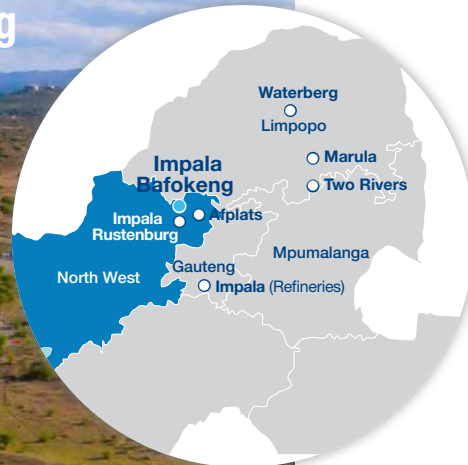 g
Waterberg
Limpopo
Marula
Two Rivers
Impala
Bafokeng
Afplats
Impala
Rustenburg
Mpumalanga
Gauteng
North West
Impala (Refineries)